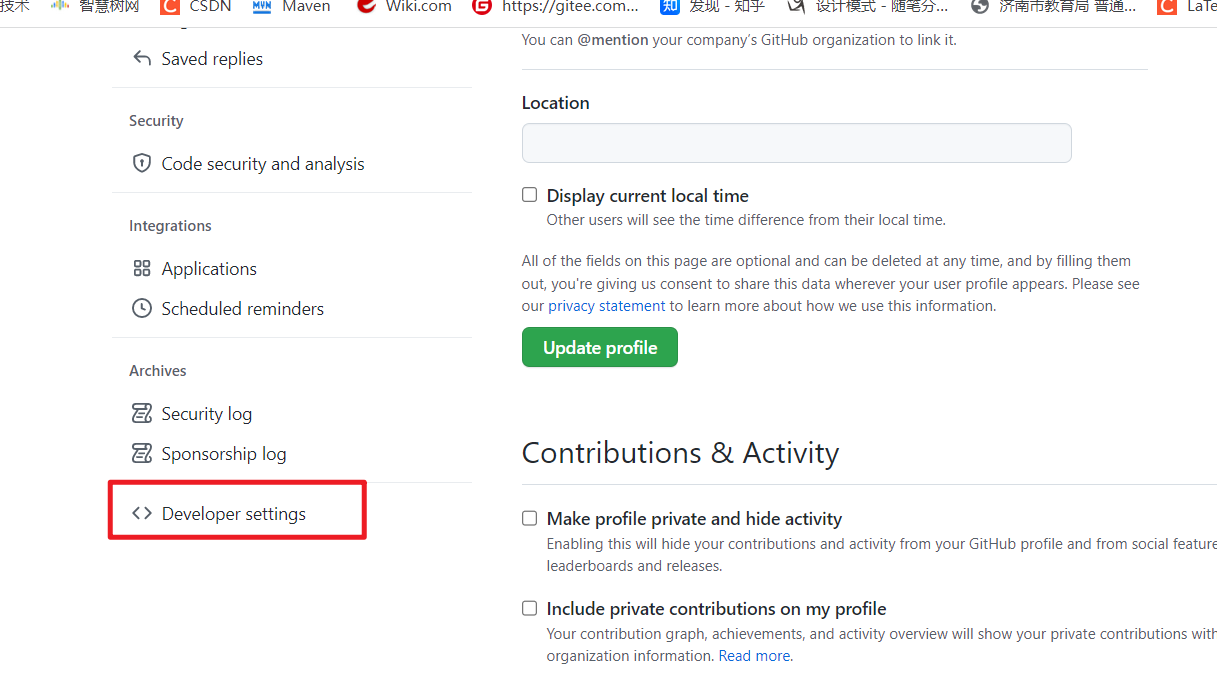 技术 智慧树网 CSDN MVN Maven Wiki.com https://gitee.com... 知 发现 - 知乎 设计模式 - 随笔分... 济南市教育局 普通... LaTe
Saved replies
Security
Code security and analysis
Integrations
Applications
Scheduled reminders
Archives
Security log
Sponsorship log
Developer settings
You can @mention your company's GitHub organization to link it.
Location
Display current local time
Other users will see the time difference from their local time.
All of the fields on this page are optional and can be deleted at any time, and by filling them
out, you're giving us consent to share this data wherever your user profile appears. Please see
our privacy statement to learn more about how we use this information.
Update profile
Contributions & Activity
Make profile private and hide activity
Enabling this will hide your contributions and activity from your GitHub profile and from social feature
leaderboards and releases.
Include private contributions on my profile
Your contribution graph, achievements, and activity overview will show your private contributions with
organization information. Read more.